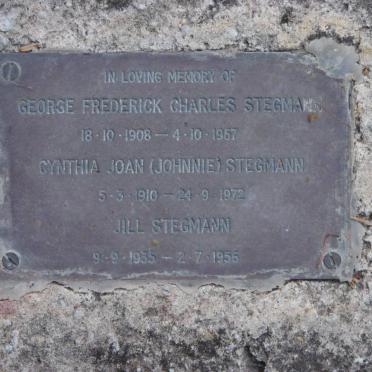 IN LOVING MEMORY OF
GEORGE FREDERICK CHARLES STEGMANN
18·10·1908 — 4·10·1957
CYNTHIA JOAN (JOHNNIE) STEGMANN
5·3·1910 — 24·9·1972
JILL STEGMANN
9·9·1935 — 2·7·1956